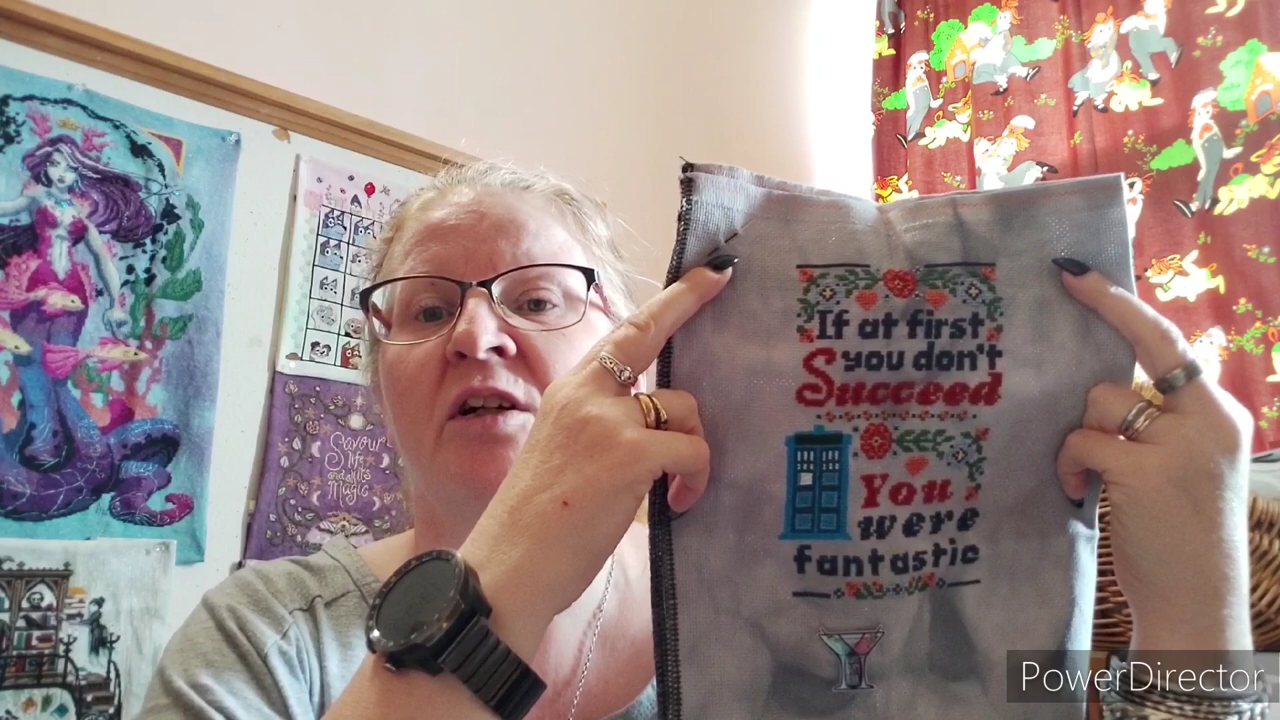 If at first
you don't
Succeed
You
were
fantastic
Savour
life
and all its
Magic
PowerDirector